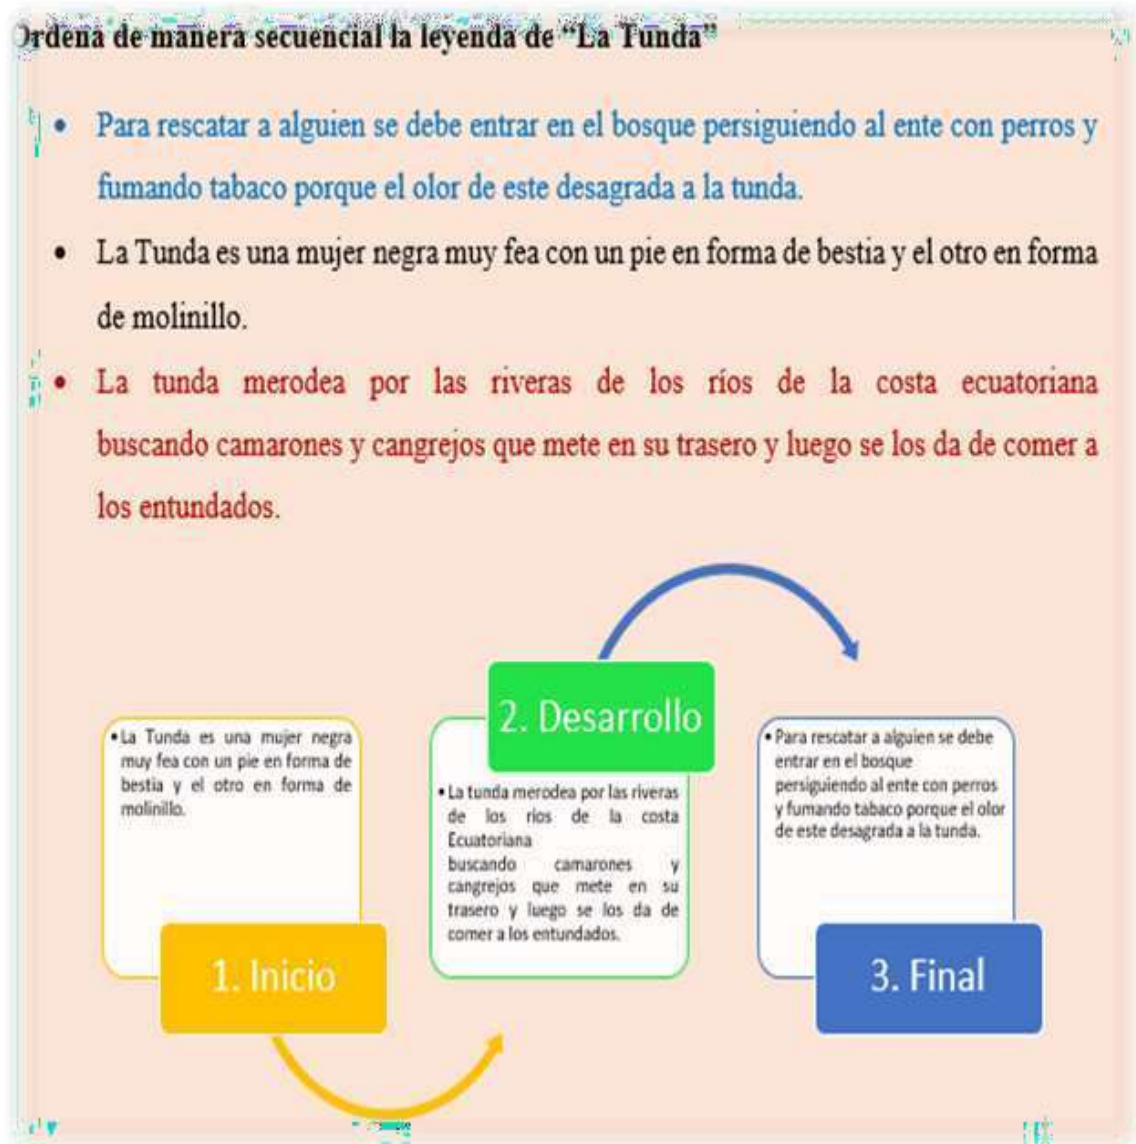 Ordena de manera secuencial la leyenda de “La Tunda”
• Para rescatar a alguien se debe entrar en el bosque persiguiendo al ente con perros y
fumando tabaco porque el olor de este desagrada a la tunda.
• La Tunda es una mujer negra muy fea con un pie en forma de bestia y el otro en forma
de molinillo.
• La tunda merodea por las riveras de los ríos de la costa ecuatoriana
buscando camarones y cangrejos que mete en su trasero y luego se los da de comer a
los entundados.
• La Tunda es una mujer negra
muy fea con un pie en forma de
bestia y el otro en forma de
molinillo.
1. Inicio
2. Desarrollo
• La tunda merodea por las riveras
de los rios de la costa
Ecuatoriana
buscando camarones y
cangrejos que mete en su
trasero y luego se los da de
comer a los entundados.
• Para rescatar a alguien se debe
entrar en el bosque
persiguiendo al ente con perros
y fumando tabaco porque el olor
de este desagrada a la tunda.
3. Final